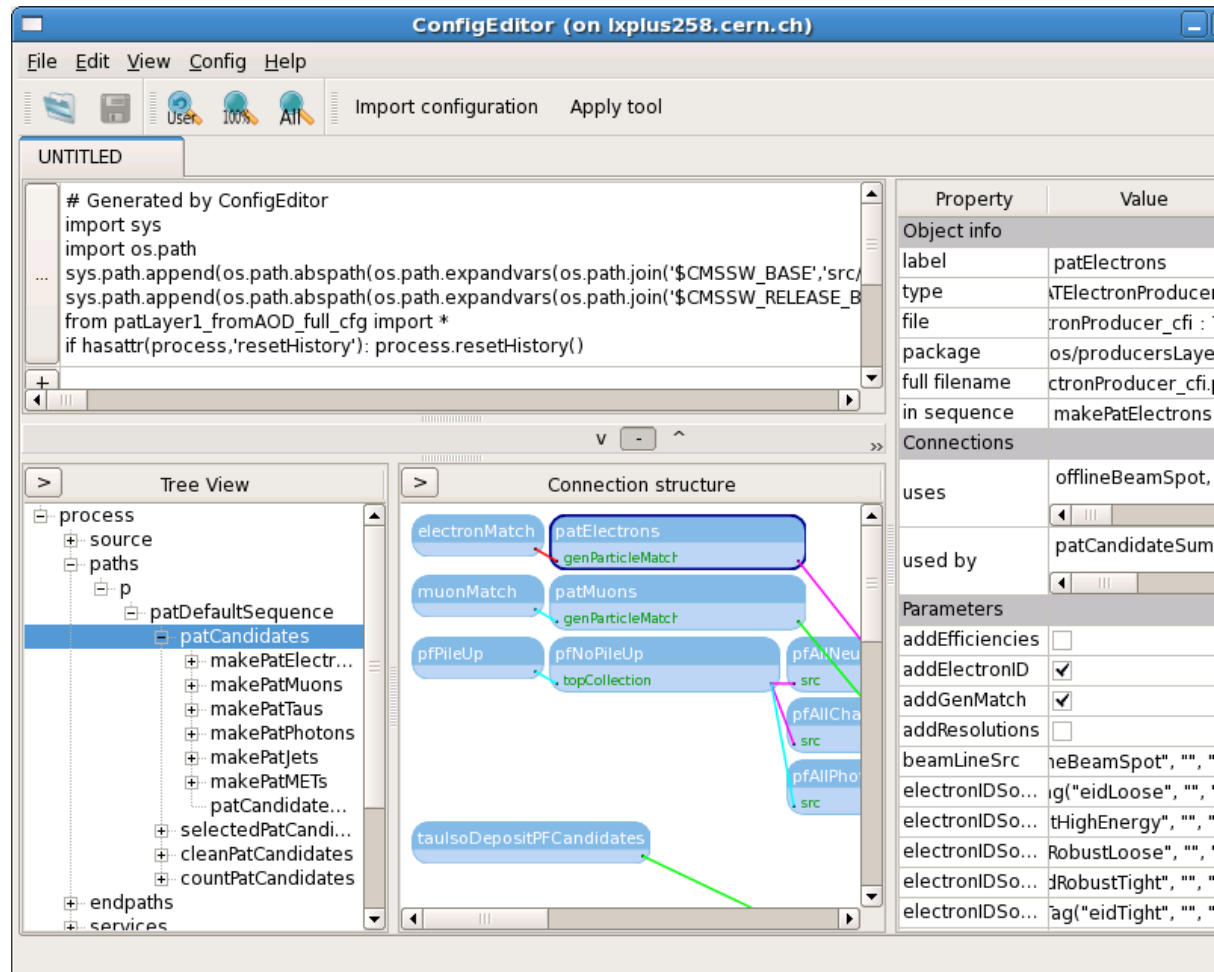 ConfigEditor (on lxplus258.cern.ch)
File Edit View Config Help
User 100% All Import configuration Apply tool
UNTITLED
...
# Generated by ConfigEditor
import sys
import os.path
sys.path.append(os.path.abspath(os.path.expandvars(os.path.join('$CMSSW_BASE','src/
sys.path.append(os.path.abspath(os.path.expandvars(os.path.join('$CMSSW_RELEASE_B
from patLayer1_fromAOD_full_cfg import *
if hasattr(process,'resetHistory'): process.resetHistory()
+
v - ^ »
> Tree View
process
source
paths
p
patDefaultSequence
patCandidates
makePatElectr...
makePatMuons
makePatTaus
makePatPhotons
makePatJets
makePatMETs
patCandidate...
selectedPatCandi...
cleanPatCandidates
countPatCandidates
endpaths
services
> Connection structure
electronMatch patElectrons
genParticleMatch
muonMatch patMuons
genParticleMatch
pfPileUp pfNoPileUp pfAllNeu
topCollection src
pfAllCha
src
pfAllPho
src
tauIsoDepositPFCandidates
Property Value
Object info
label patElectrons
type ATElectronProducer
file tronProducer_cfi :
package os/producersLaye
full filename ctronProducer_cfi.p
in sequence makePatElectrons
Connections
uses offlineBeamSpot,
used by patCandidateSum
Parameters
addEfficiencies
addElectronID
addGenMatch
addResolutions
beamLineSrc neBeamSpot", "", "
electronIDSo... ag("eidLoose", "", "
electronIDSo... tHighEnergy", "", "
electronIDSo... RobustLoose", "", "
electronIDSo... dRobustTight", "", "
electronIDSo... Tag("eidTight", "", "